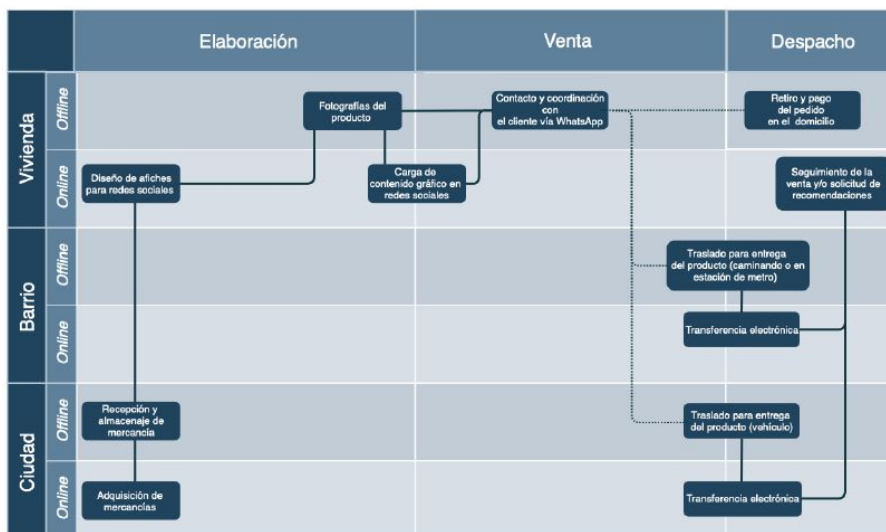 Elaboración
Venta
Despacho
Vivienda
Offline
Fotografías del
producto
Contacto y coordinación
con
el cliente vía WhatsApp
Retiro y pago
del pedido
en el domicilio
Online
Diseño de afiches
para redes sociales
Carga de
contenido gráfico en
redes sociales
Seguimiento de la
venta y/o solicitud de
recomendaciones
Barrio
Offline
Traslado para entrega
del producto (caminando o en
estación de metro)
Online
Transferencia electrónica
Ciudad
Offline
Recepción y
almacenaje de
mercancía
Traslado para entrega
del producto (vehículo)
Online
Adquisición de
mercancías
Transferencia electrónica